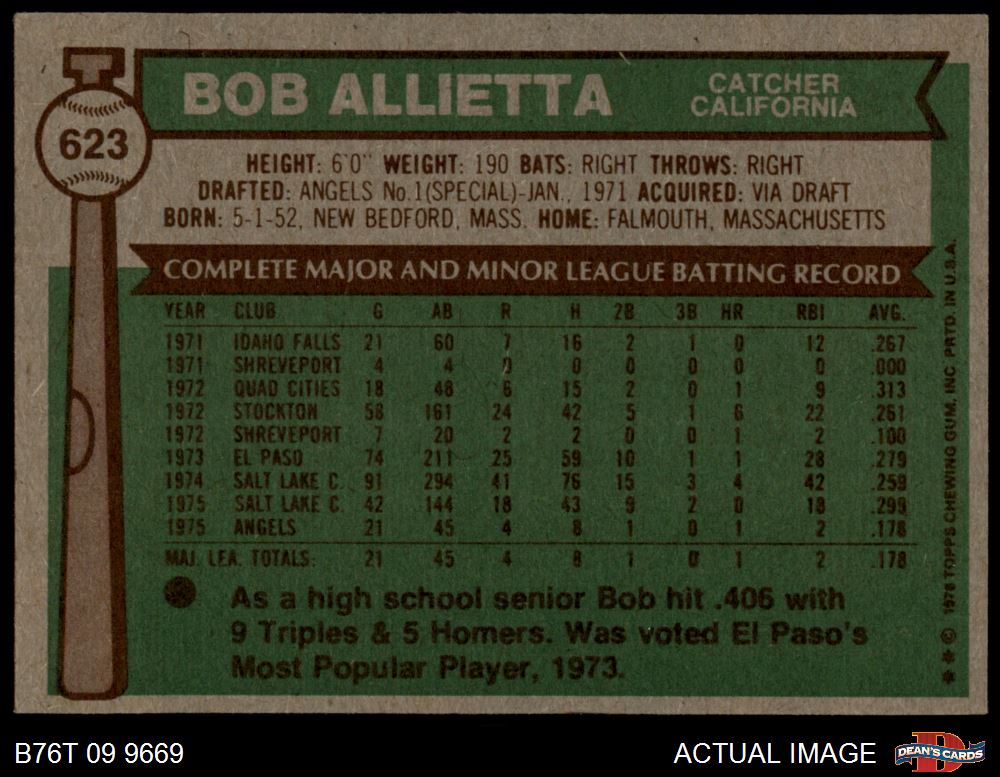 623
BOB ALLIETTA
CATCHER
CALIFORNIA
HEIGHT: 6'0" WEIGHT: 190 BATS: RIGHT THROWS: RIGHT
DRAFTED: ANGELS No.1(SPECIAL)-JAN., 1971 ACQUIRED: VIA DRAFT
BORN: 5-1-52, NEW BEDFORD, MASS. HOME: FALMOUTH, MASSACHUSETTS
COMPLETE MAJOR AND MINOR LEAGUE BATTING RECORD
YEAR CLUB G AB R H 2B 3B HR RBI AVG.
1971 IDAHO FALLS 21 60 7 16 2 1 0 12 .267
1971 SHREVEPORT 4 4 0 0 0 0 0 0 .000
1972 QUAD CITIES 18 48 6 15 2 0 1 9 .313
1972 STOCKTON 58 161 24 42 5 1 6 22 .261
1972 SHREVEPORT 7 20 2 2 0 0 1 2 .100
1973 EL PASO 74 211 25 59 10 1 1 28 .279
1974 SALT LAKE C. 91 294 41 76 15 3 4 42 .259
1975 SALT LAKE C. 42 144 18 43 9 2 0 18 .299
1975 ANGELS 21 45 4 8 1 0 1 2 .178
MAJ. LEA. TOTALS: 21 45 4 8 1 0 1 2 .178
As a high school senior Bob hit .406 with
9 Triples & 5 Homers. Was voted El Paso's
Most Popular Player, 1973.
*** © 1976 TOPPS CHEWING GUM, INC PRTD. IN U.S.A.
B76T 09 9669
ACTUAL IMAGE
D
DEAN'S CARDS